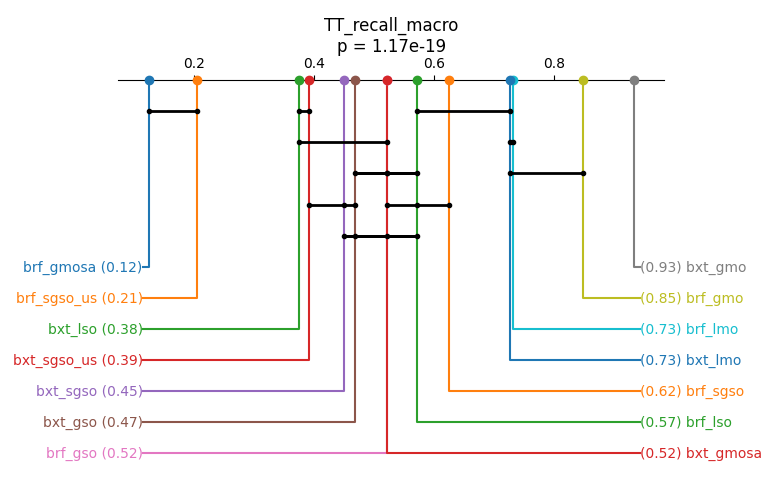 TT_recall_macro
p = 1.17e-19
0.2 0.4 0.6 0.8
brf_gmosa (0.12) (0.93) bxt_gmo
brf_sgso_us (0.21) (0.85) brf_gmo
bxt_lso (0.38) (0.73) brf_lmo
bxt_sgso_us (0.39) (0.73) bxt_lmo
bxt_sgso (0.45) (0.62) brf_sgso
bxt_gso (0.47) (0.57) brf_lso
brf_gso (0.52) (0.52) bxt_gmosa